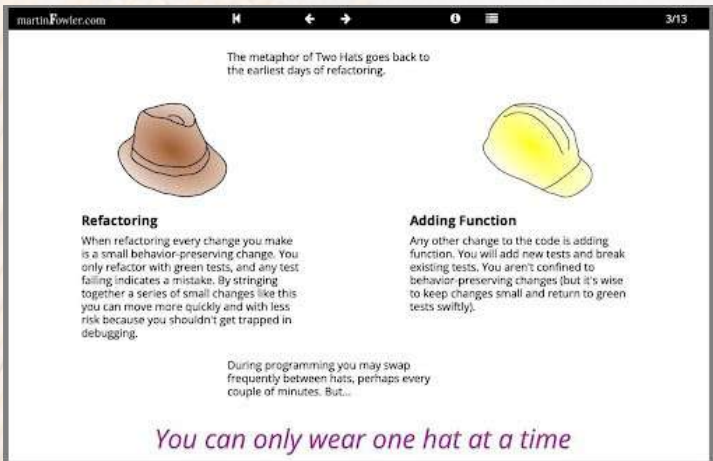 martinFowler.com
3/13
The metaphor of Two Hats goes back to
the earliest days of refactoring.
Refactoring
When refactoring every change you make
is a small behavior-preserving change. You
only refactor with green tests, and any test
failing indicates a mistake. By stringing
together a series of small changes like this
you can move more quickly and with less
risk because you shouldn't get trapped in
debugging.
Adding Function
Any other change to the code is adding
function. You will add new tests and break
existing tests. You aren't confined to
behavior-preserving changes (but it's wise
to keep changes small and return to green
tests swiftly).
During programming you may swap
frequently between hats, perhaps every
couple of minutes. But...
You can only wear one hat at a time